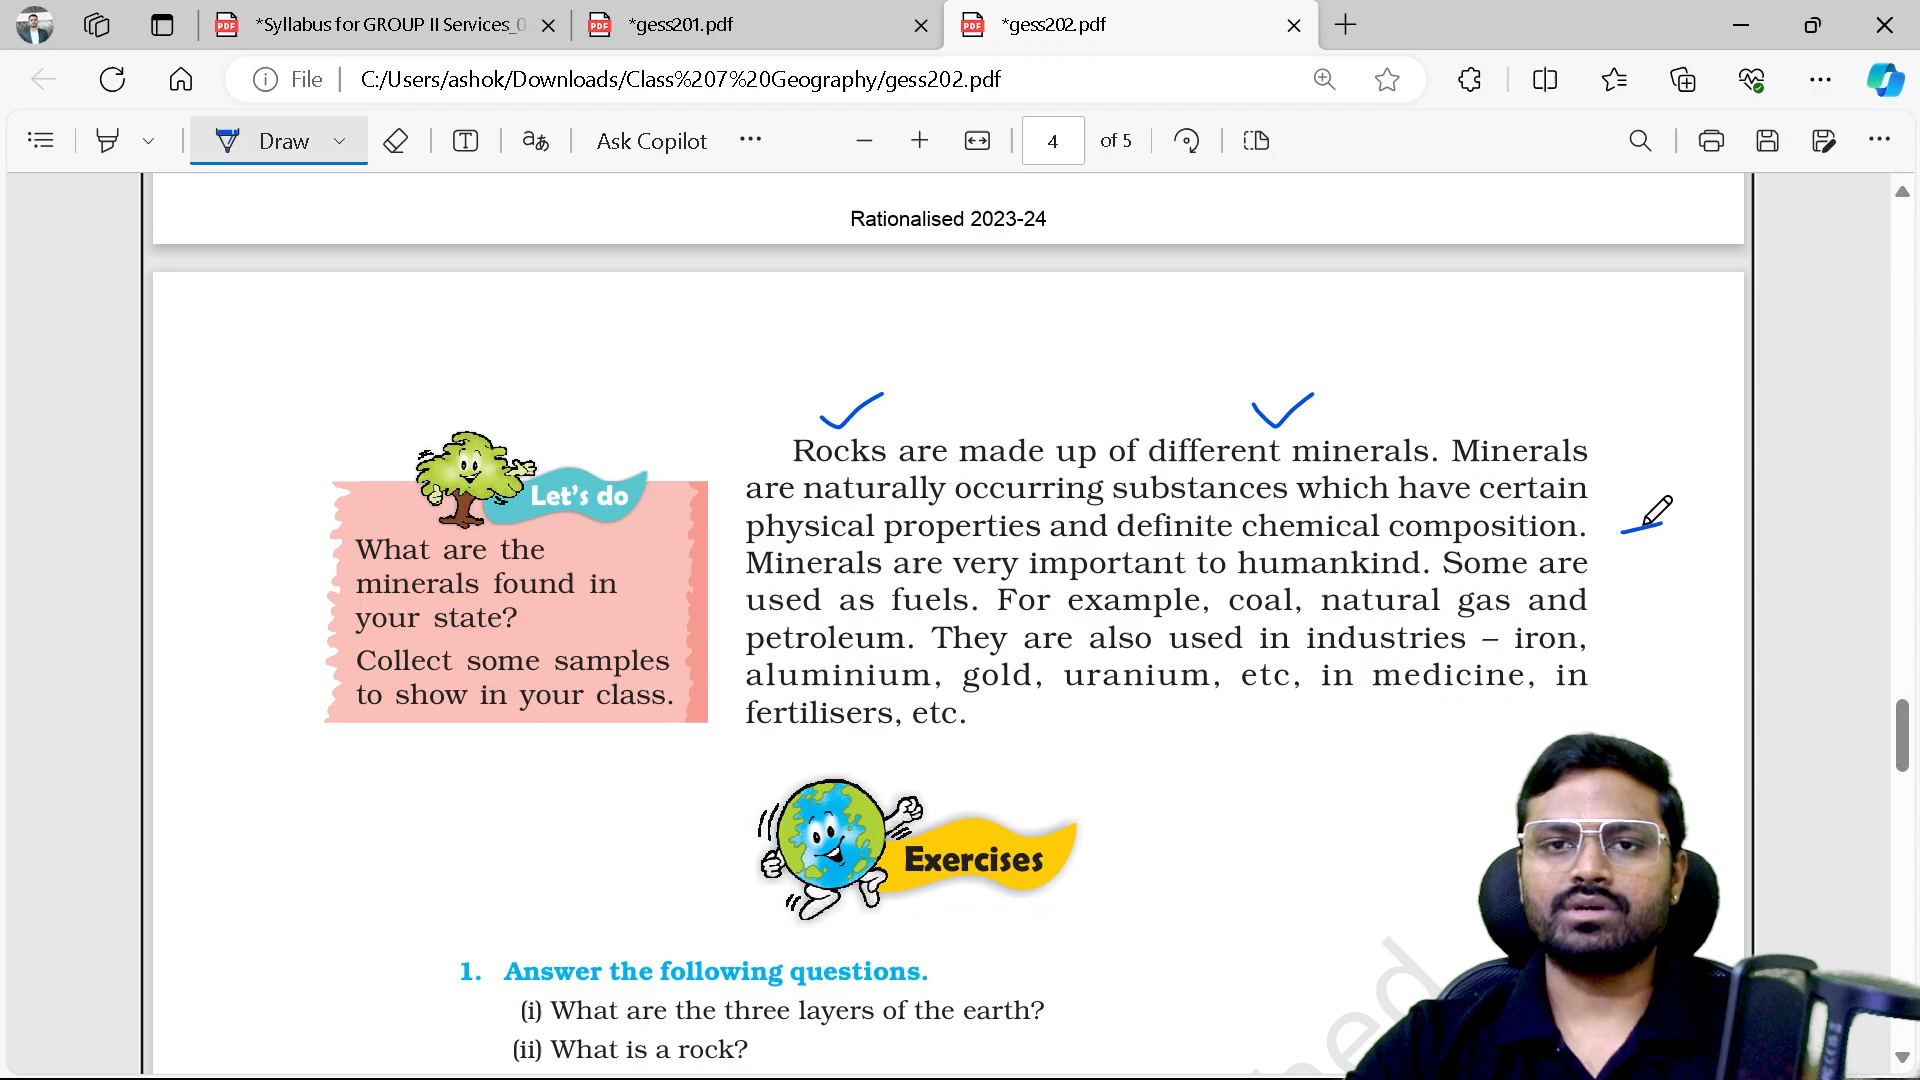 *Syllabus for GROUP II Services_0
*gess201.pdf
*gess202.pdf
File
C:/Users/ashok/Downloads/Class%207%20Geography/gess202.pdf
Draw
Ask Copilot
4 of 5
Rationalised 2023-24
Let's do
What are the
minerals found in
your state?
Collect some samples
to show in your class.
Rocks are made up of different minerals. Minerals
are naturally occurring substances which have certain
physical properties and definite chemical composition.
Minerals are very important to humankind. Some are
used as fuels. For example, coal, natural gas and
petroleum. They are also used in industries – iron,
aluminium, gold, uranium, etc, in medicine, in
fertilisers, etc.
Exercises
1. Answer the following questions.
(i) What are the three layers of the earth?
(ii) What is a rock?